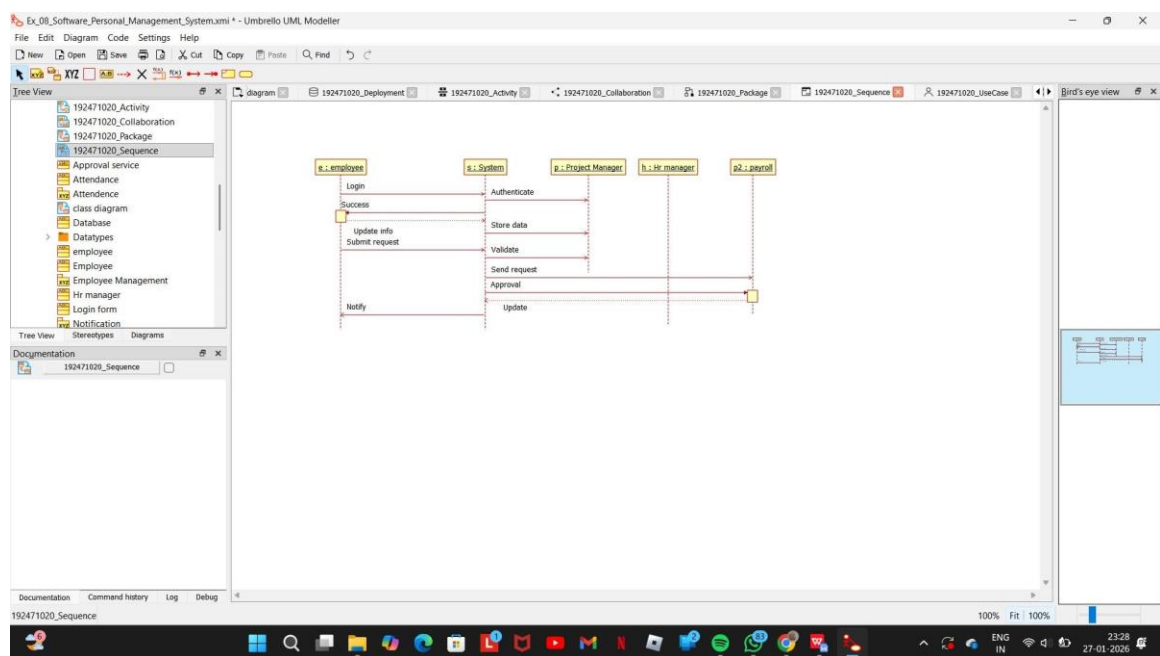 Ex_08_Software_Personal_Management_System.xmi * - Umbrello UML Modeller
File Edit Diagram Code Settings Help
New Open Save Cut Copy Paste Find
XYZ A:B
Tree View
192471020_Activity
192471020_Collaboration
192471020_Package
192471020_Sequence
Approval service
Attendance
Attendence
class diagram
Database
Datatypes
employee
Employee
Employee Management
Hr manager
Login form
Notification
Tree View Stereotypes Diagrams
Documentation
192471020_Sequence
Documentation Command history Log Debug
192471020_Sequence
diagram 192471020_Deployment 192471020_Activity 192471020_Collaboration 192471020_Package 192471020_Sequence 192471020_UseCase
e : employee s : System p : Project Manager h : Hr manager p2 : payroll
Login
Authenticate
Success
Store data
Update info
Submit request
Validate
Send request
Approval
Notify
Update
Bird's eye view
100% Fit 100%
6
2
83
ENG
IN
23:28
27-01-2026